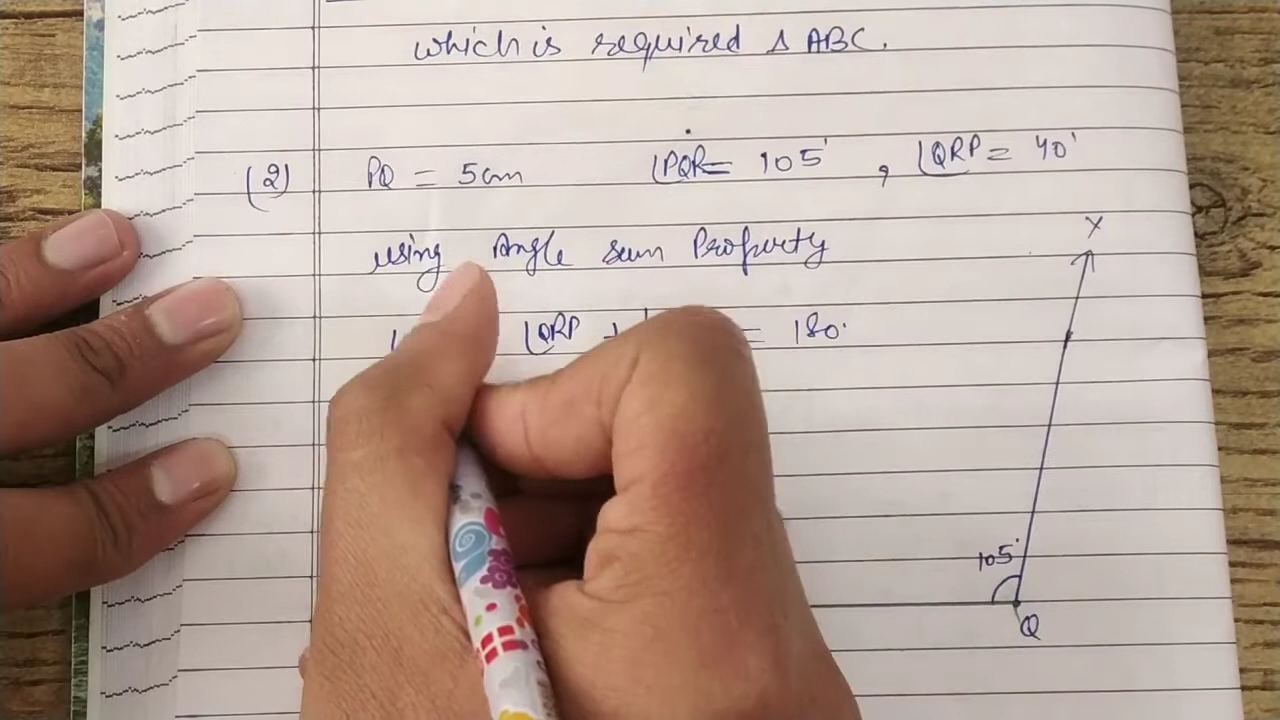 which is required Δ ABC.
(2) PQ = 5cm ∠PQR = 105° , ∠QRP = 40°
using Angle sum Property
∠QRP + = 180°
X
105°
Q